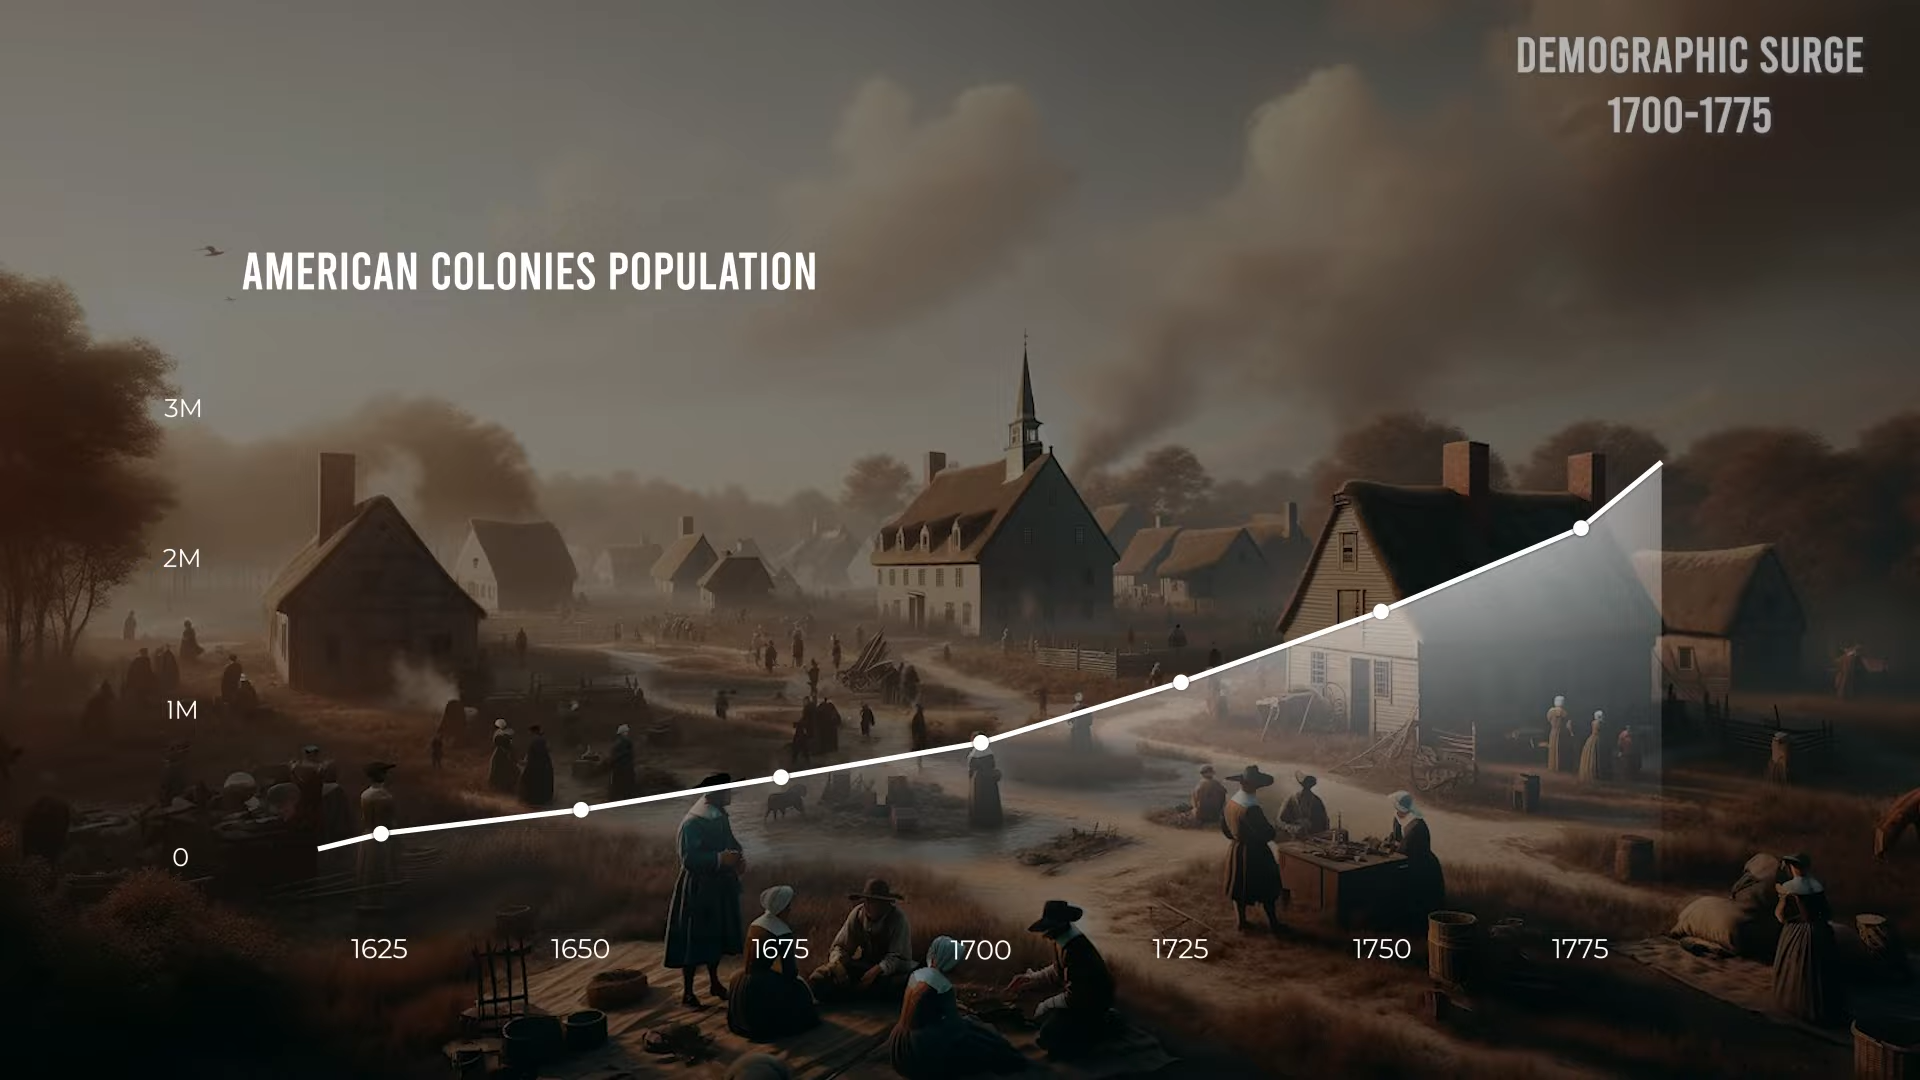 DEMOGRAPHIC SURGE
1700-1775
AMERICAN COLONIES POPULATION
3M
2M
1M
0
1625 1650 1675 1700 1725 1750 1775